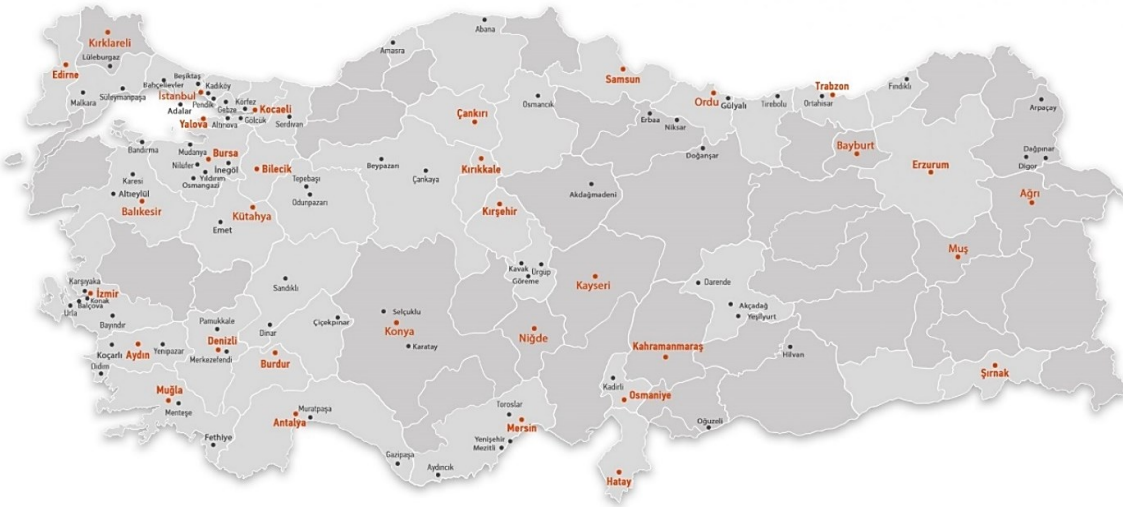 Abana
Kırklareli
Amasra
Lüleburgaz
Edirne
Beşiktaş
Bahçelievler
Kadıköy
İstanbul
Pendik
Körfez
Gebze
Kocaeli
Malkara
Süleymanpaşa
Adalar
Yalova
Altınova
Gölcük
Serdivan
Samsun
Osmancık
Çankırı
Ordu
Gülyalı
Tirebolu
Trabzon
Ortahisar
Fındıklı
Arpaçay
Erbaa
Niksar
Doğanşar
Bayburt
Erzurum
Dağpınar
Digor
Ağrı
Bandırma
Mudanya
Bursa
Nilüfer
İnegöl
Yıldırım
Osmangazi
Bilecik
Beypazarı
Çankaya
Kırıkkale
Karesi
Altıeylül
Balıkesir
Tepebaşı
Odunpazarı
Kütahya
Emet
Kırşehir
Akdağmadeni
Muş
Kavak
Ürgüp
Göreme
Kayseri
Darende
Akçadağ
Yeşilyurt
Karşıyaka
İzmir
Konak
Balçova
Urla
Bayındır
Sandıklı
Pamukkale
Dinar
Çiçekpınar
Selçuklu
Konya
Karatay
Niğde
Kahramanmaraş
Hilvan
Şırnak
Koçarlı
Aydın
Yenipazar
Didim
Denizli
Merkezefendi
Burdur
Muğla
Menteşe
Fethiye
Muratpaşa
Antalya
Gazipaşa
Aydıncık
Toroslar
Mersin
Yenişehir
Mezitli
Kadirli
Osmaniye
Oğuzeli
Hatay